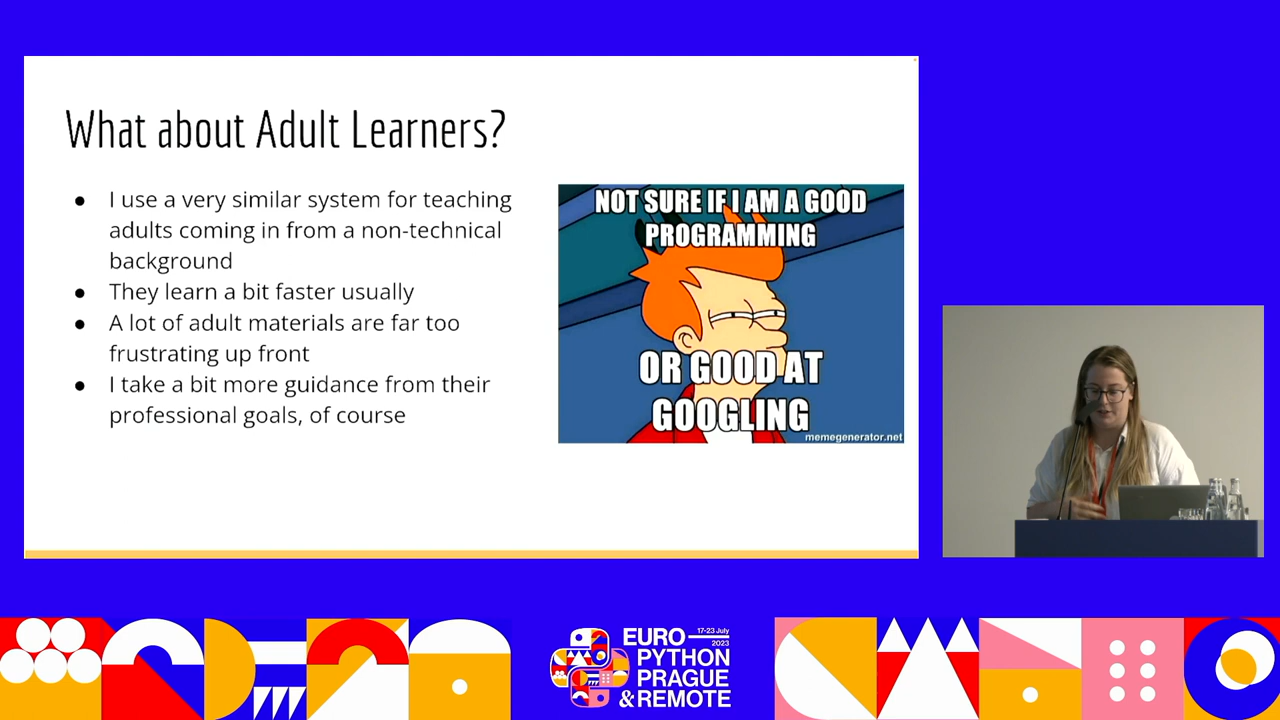 What about Adult Learners?
● I use a very similar system for teaching
adults coming in from a non-technical
background
● They learn a bit faster usually
● A lot of adult materials are far too
frustrating up front
● I take a bit more guidance from their
professional goals, of course
NOT SURE IF I AM A GOOD
PROGRAMMING
OR GOOD AT
GOOGLING
memegenerator.net
EURO
17-23 July
2023
PYTHON
PRAGUE
& REMOTE